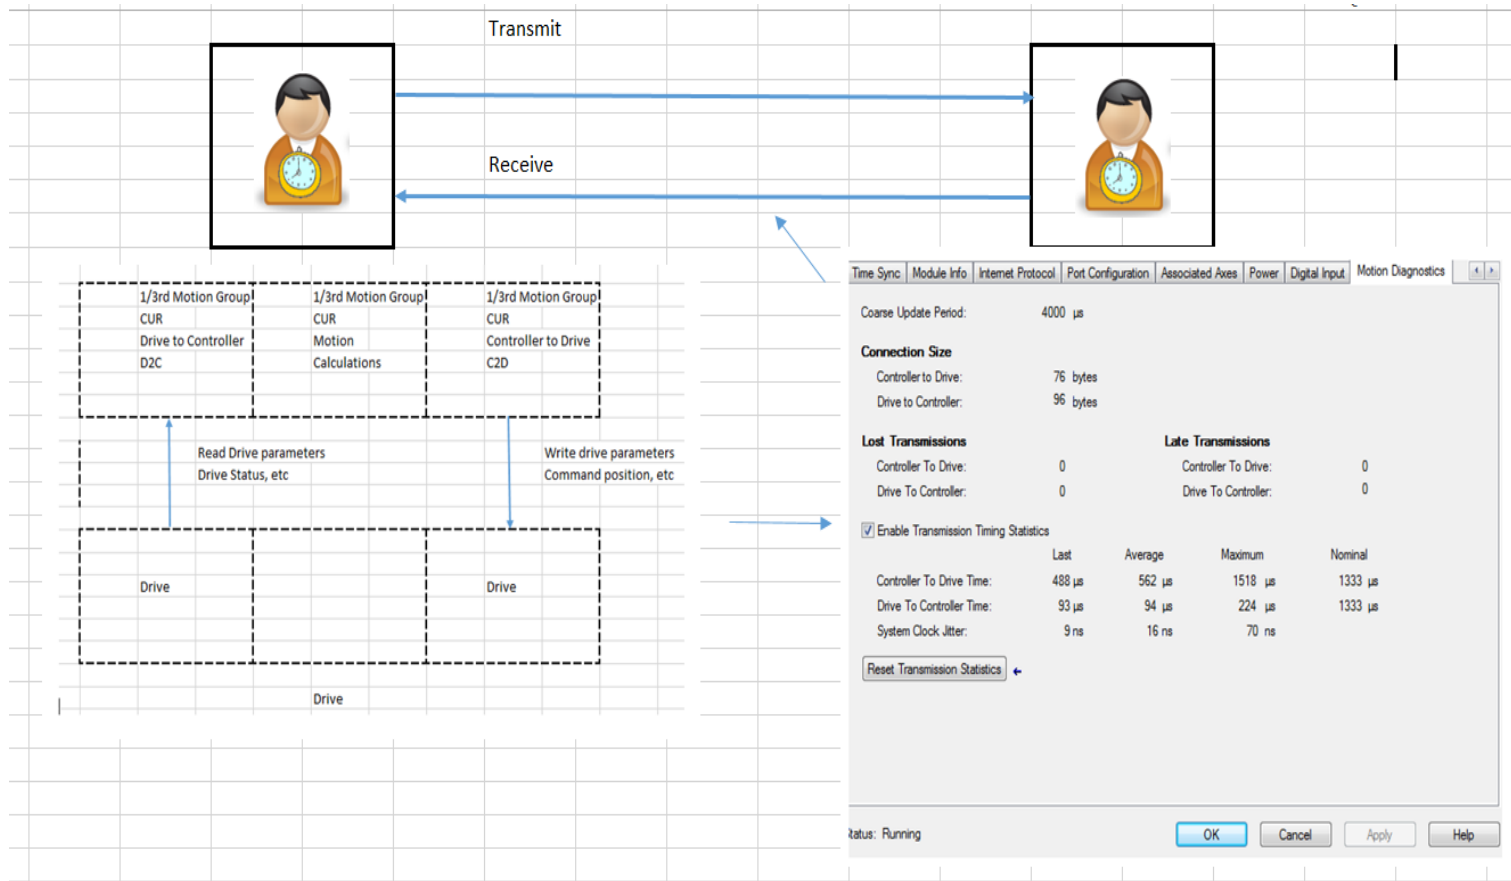 Transmit
Receive
1/3rd Motion Group 1/3rd Motion Group 1/3rd Motion Group
CUR CUR CUR
Drive to Controller Motion Controller to Drive
D2C Calculations C2D
Read Drive parameters Write drive parameters
Drive Status, etc Command position, etc
Drive Drive
Drive
Time Sync Module Info Internet Protocol Port Configuration Associated Axes Power Digital Input Motion Diagnostics
Coarse Update Period: 4000 µs
Connection Size
Controller to Drive: 76 bytes
Drive to Controller: 96 bytes
Lost Transmissions Late Transmissions
Controller To Drive: 0 Controller To Drive: 0
Drive To Controller: 0 Drive To Controller: 0
Enable Transmission Timing Statistics
Last Average Maximum Nominal
Controller To Drive Time: 488 µs 562 µs 1518 µs 1333 µs
Drive To Controller Time: 93 µs 94 µs 224 µs 1333 µs
System Clock Jitter: 9 ns 16 ns 70 ns
Reset Transmission Statistics
Status: Running OK Cancel Apply Help